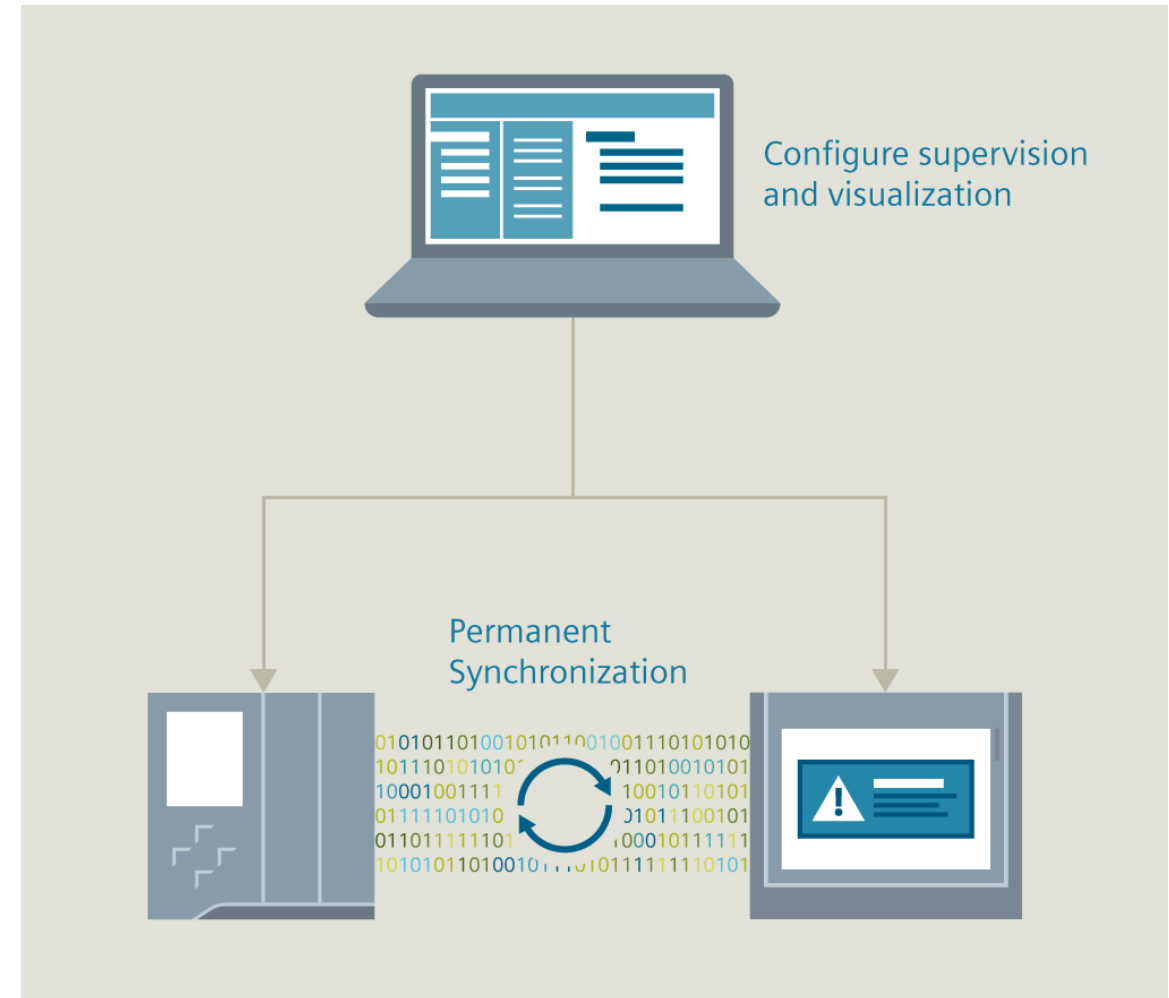 Configure supervision
and visualization
Permanent
Synchronization